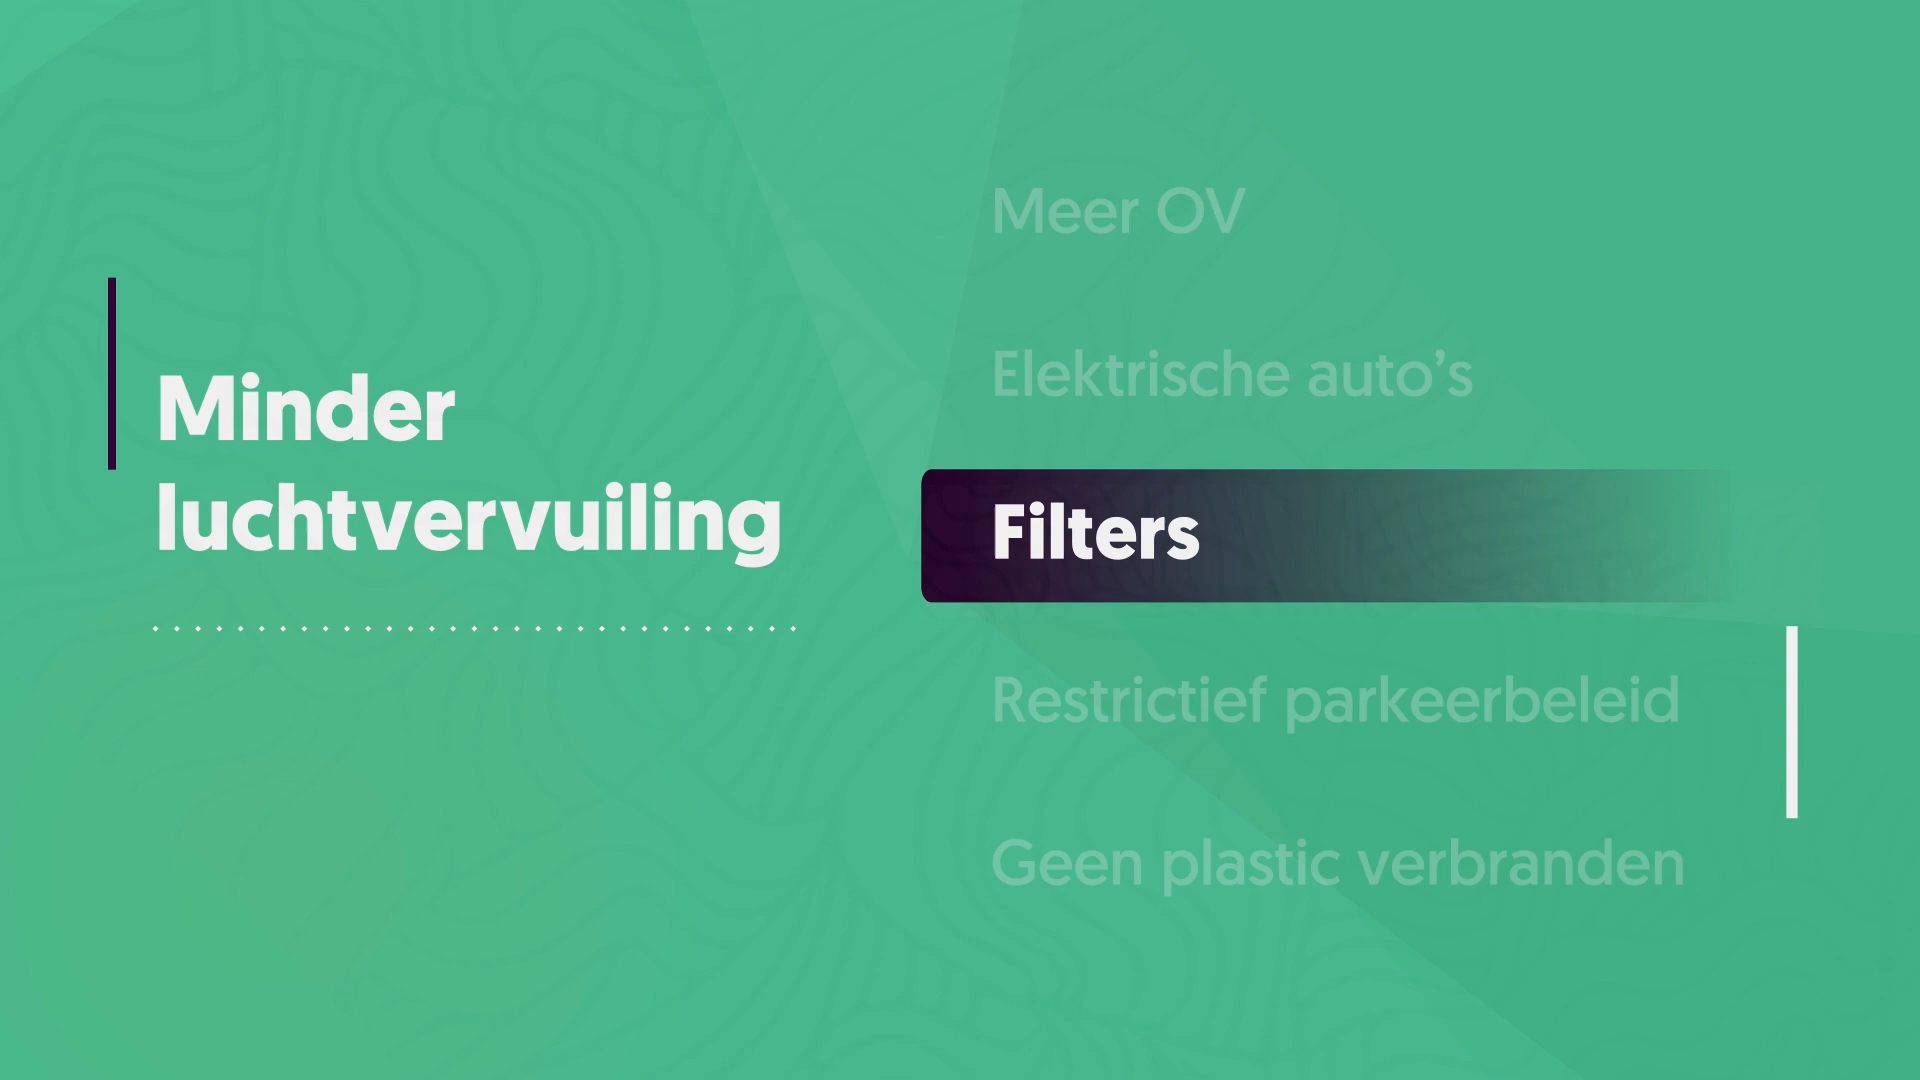 Minder
luchtvervuiling
Meer OV
Elektrische auto’s
Filters
Restrictief parkeerbeleid
Geen plastic verbranden